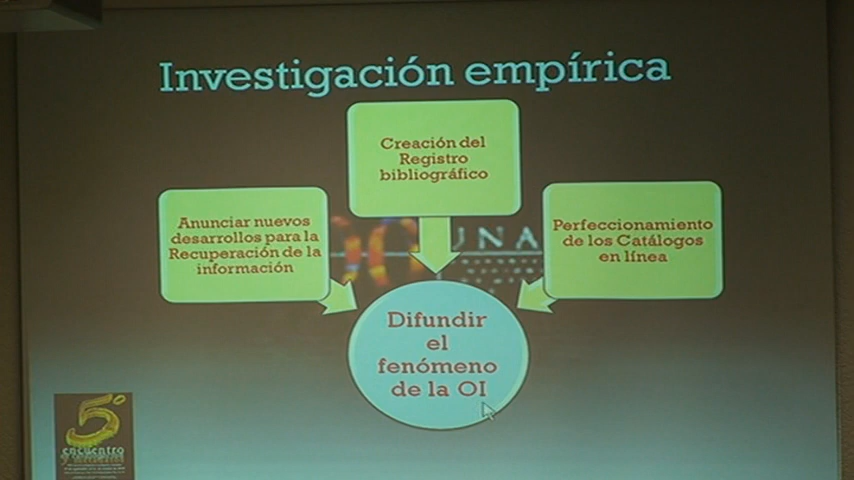 Investigación empírica
Creación del
Registro
bibliográfico
Anunciar nuevos
desarrollos para la
Recuperación de la
información
Perfeccionamiento
de los Catálogos
en línea
UNA
Difundir
el
fenómeno
de la OI
5º
encuentro